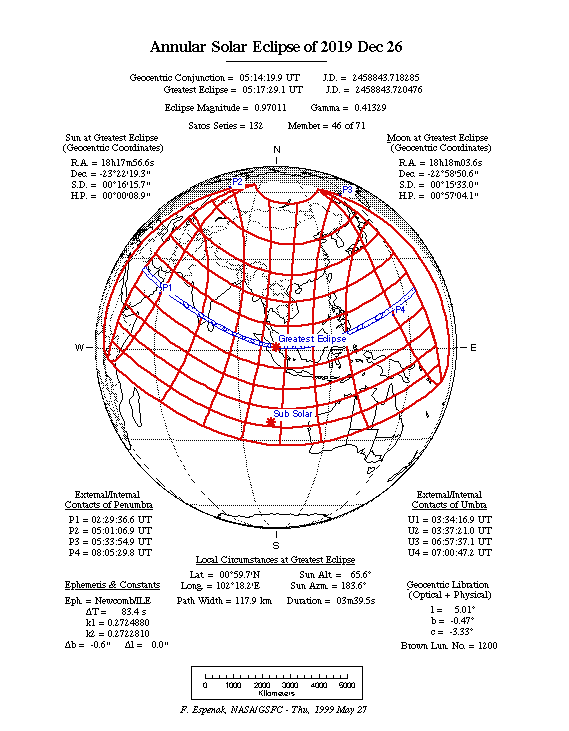 Annular Solar Eclipse of 2019 Dec 26
Geocentric Conjunction = 05:14:19.9 UT J.D. = 2458843.718285
Greatest Eclipse = 05:17:29.1 UT J.D. = 2458843.720476
Eclipse Magnitude = 0.97011 Gamma = 0.41329
Saros Series = 132 Member = 46 of 71
Sun at Greatest Eclipse
(Geocentric Coordinates)
R.A. = 18h17m56.6s
Dec. = -23°22'19.3"
S.D. = 00°16'15.7"
H.P. = 00°00'08.9"
Moon at Greatest Eclipse
(Geocentric Coordinates)
R.A. = 18h18m03.6s
Dec. = -22°58'50.6"
S.D. = 00°15'33.0"
H.P. = 00°57'04.1"
N
P2
P3
P1
P4
Greatest Eclipse
W
E
Sub Solar
S
External/Internal
Contacts of Penumbra
P1 = 02:29:36.6 UT
P2 = 05:01:06.9 UT
P3 = 05:33:54.9 UT
P4 = 08:05:29.8 UT
External/Internal
Contacts of Umbra
U1 = 03:34:16.9 UT
U2 = 03:37:21.0 UT
U3 = 06:57:37.1 UT
U4 = 07:00:47.2 UT
Local Circumstances at Greatest Eclipse
Lat. = 00°59.7'N Sun Alt. = 65.6°
Long. = 102°18.2'E Sun Azm. = 183.6°
Path Width = 117.9 km Duration = 03m39.5s
Ephemeris & Constants
Eph. = Newcomb/ILE
ΔT = 83.4 s
k1 = 0.2724880
k2 = 0.2722810
Δb = -0.6" Δl = 0.0"
Geocentric Libration
(Optical + Physical)
l = 5.01°
b = -0.47°
c = -3.33°
Brown Lun. No. = 1200
0 1000 2000 3000 4000 5000
Kilometers
F. Espenak, NASA/GSFC - Thu, 1999 May 27